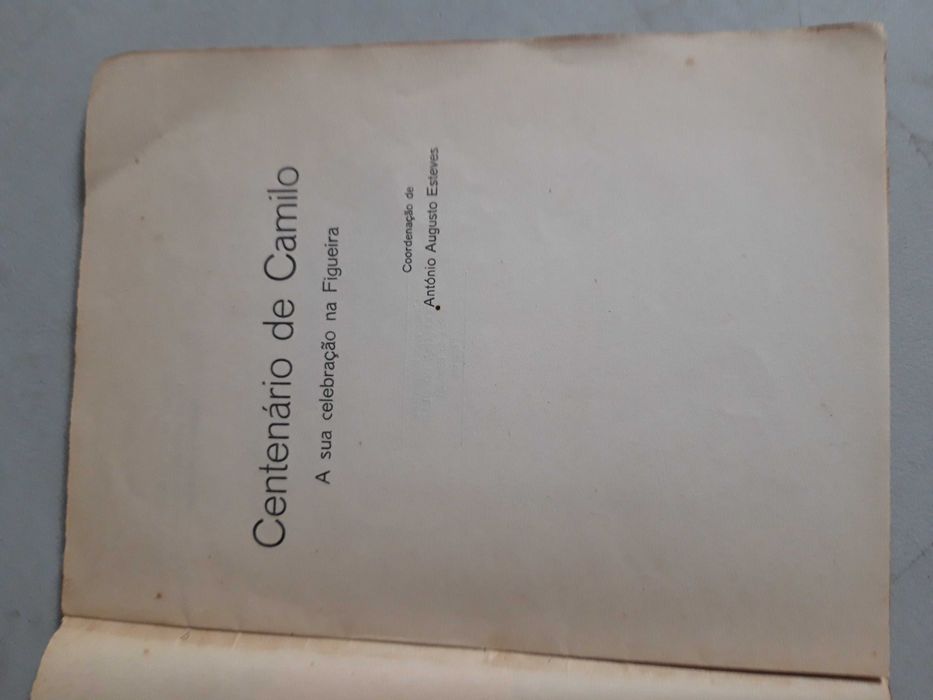 Centenário de Camilo
A sua celebração na Figueira
Coordenação de
António Augusto Esteves